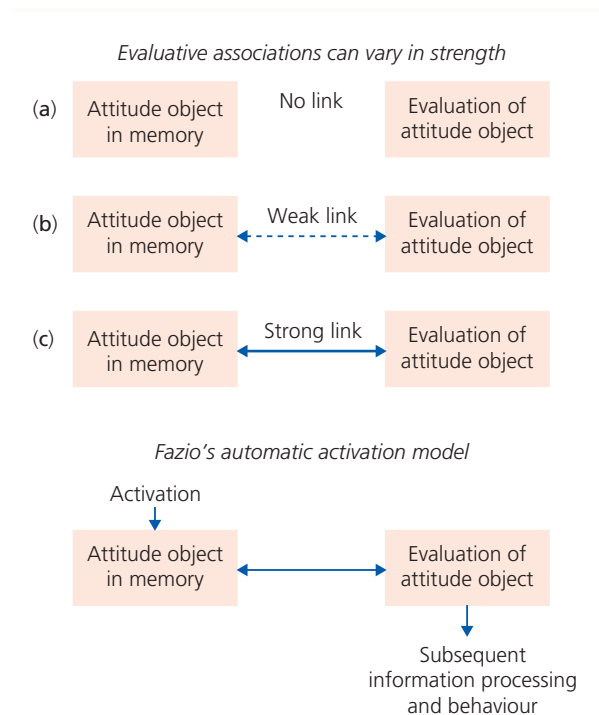 Evaluative associations can vary in strength
(a)
Attitude object
in memory
No link
Evaluation of
attitude object
(b)
Attitude object
in memory
Weak link
Evaluation of
attitude object
(c)
Attitude object
in memory
Strong link
Evaluation of
attitude object
Fazio's automatic activation model
Activation
Attitude object
in memory
Evaluation of
attitude object
Subsequent
information processing
and behaviour